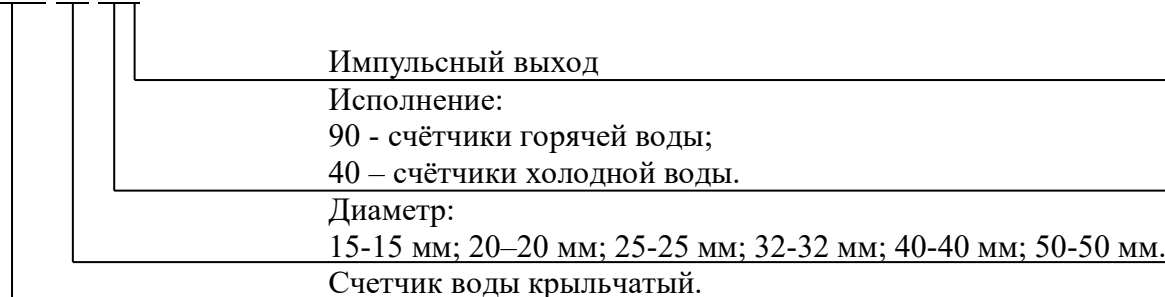 Импульсный выход
Исполнение:
90 - счётчики горячей воды;
40 – счётчики холодной воды.
Диаметр:
15-15 мм; 20–20 мм; 25-25 мм; 32-32 мм; 40-40 мм; 50-50 мм.
Счетчик воды крыльчатый.